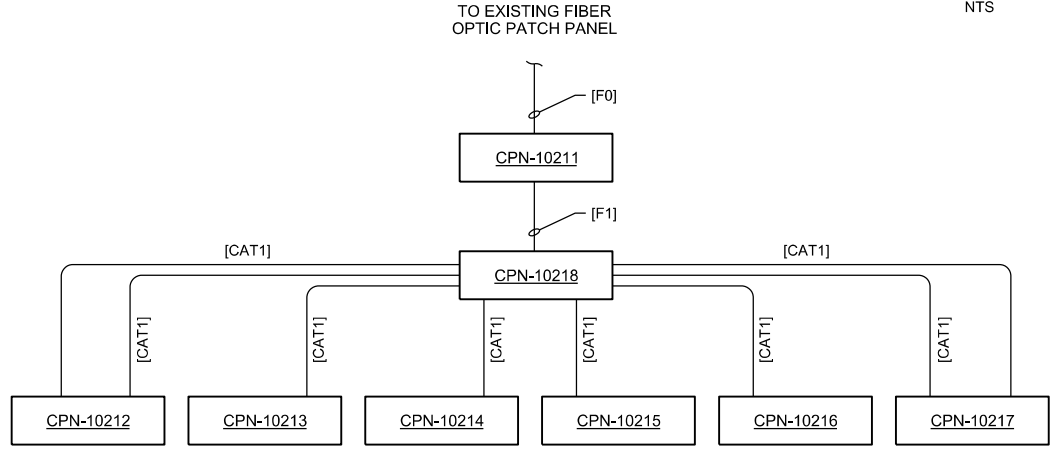 TO EXISTING FIBER
OPTIC PATCH PANEL
NTS
[F0]
CPN-10211
[F1]
[CAT1]
CPN-10218
[CAT1]
[CAT1]
[CAT1]
[CAT1]
[CAT1]
[CAT1]
[CAT1]
CPN-10212
CPN-10213
CPN-10214
CPN-10215
CPN-10216
CPN-10217